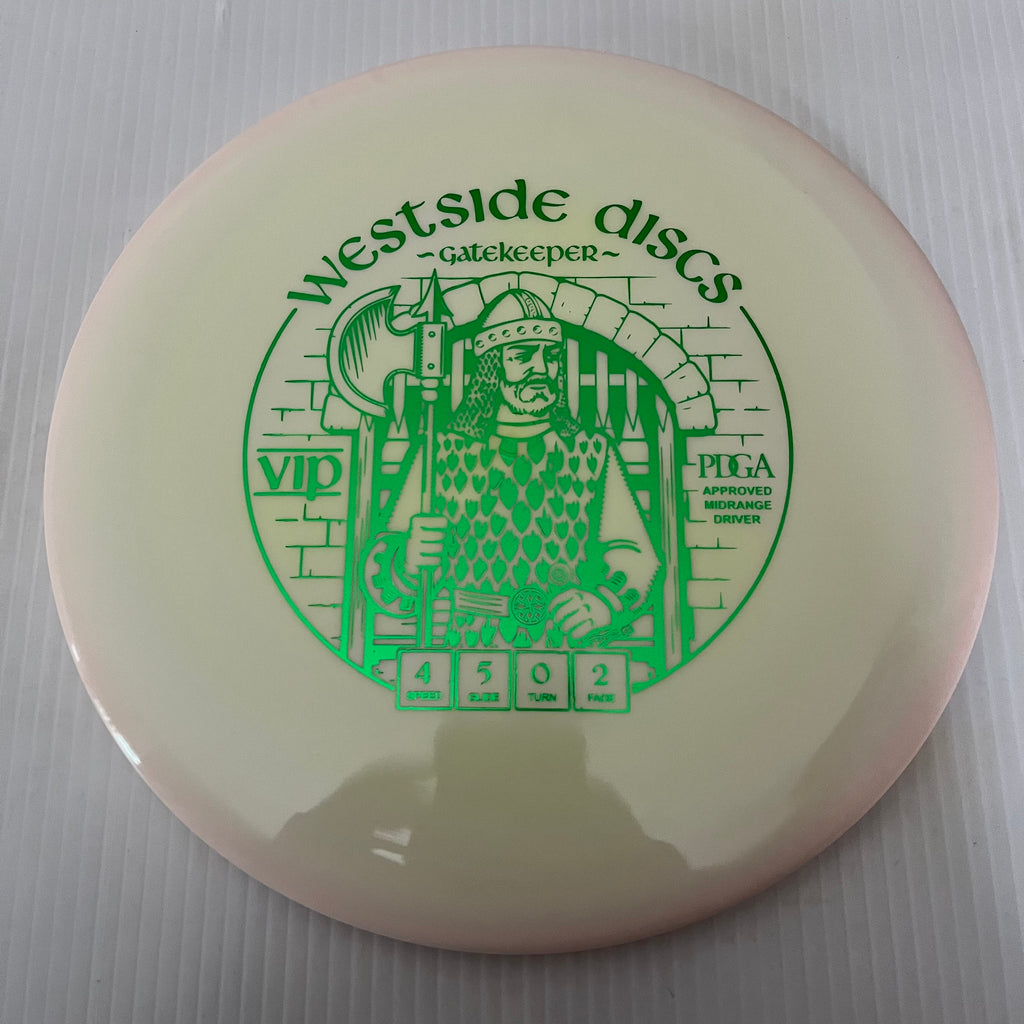 westside discs
~gatekeeper~
VIP
PDGA
APPROVED
MIDRANGE
DRIVER
4 5 0 2
SPEED GLIDE TURN FADE